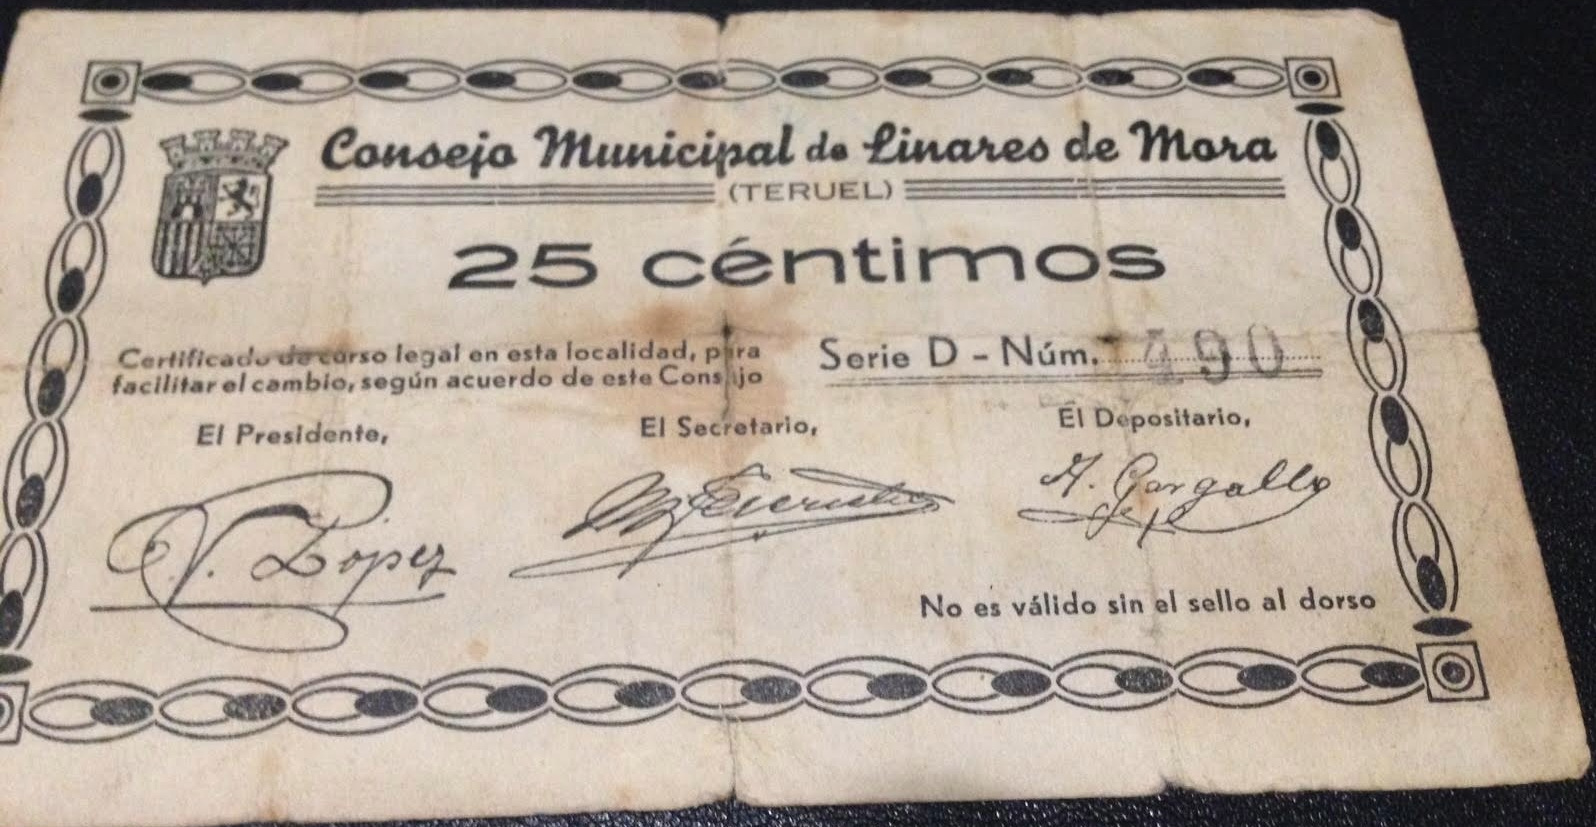 Consejo Municipal de Linares de Mora
(TERUEL)
25 céntimos
Certificado de curso legal en esta localidad, para
facilitar el cambio, según acuerdo de este Consejo
Serie D - Núm. 490
El Presidente,
El Secretario,
El Depositario,
V. Lopez
A. Gargallo
No es válido sin el sello al dorso